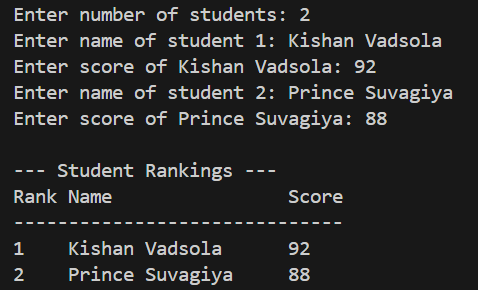 Enter number of students: 2
Enter name of student 1: Kishan Vadsola
Enter score of Kishan Vadsola: 92
Enter name of student 2: Prince Suvagiya
Enter score of Prince Suvagiya: 88

--- Student Rankings ---
Rank Name                Score
------------------------------
1    Kishan Vadsola      92
2    Prince Suvagiya     88